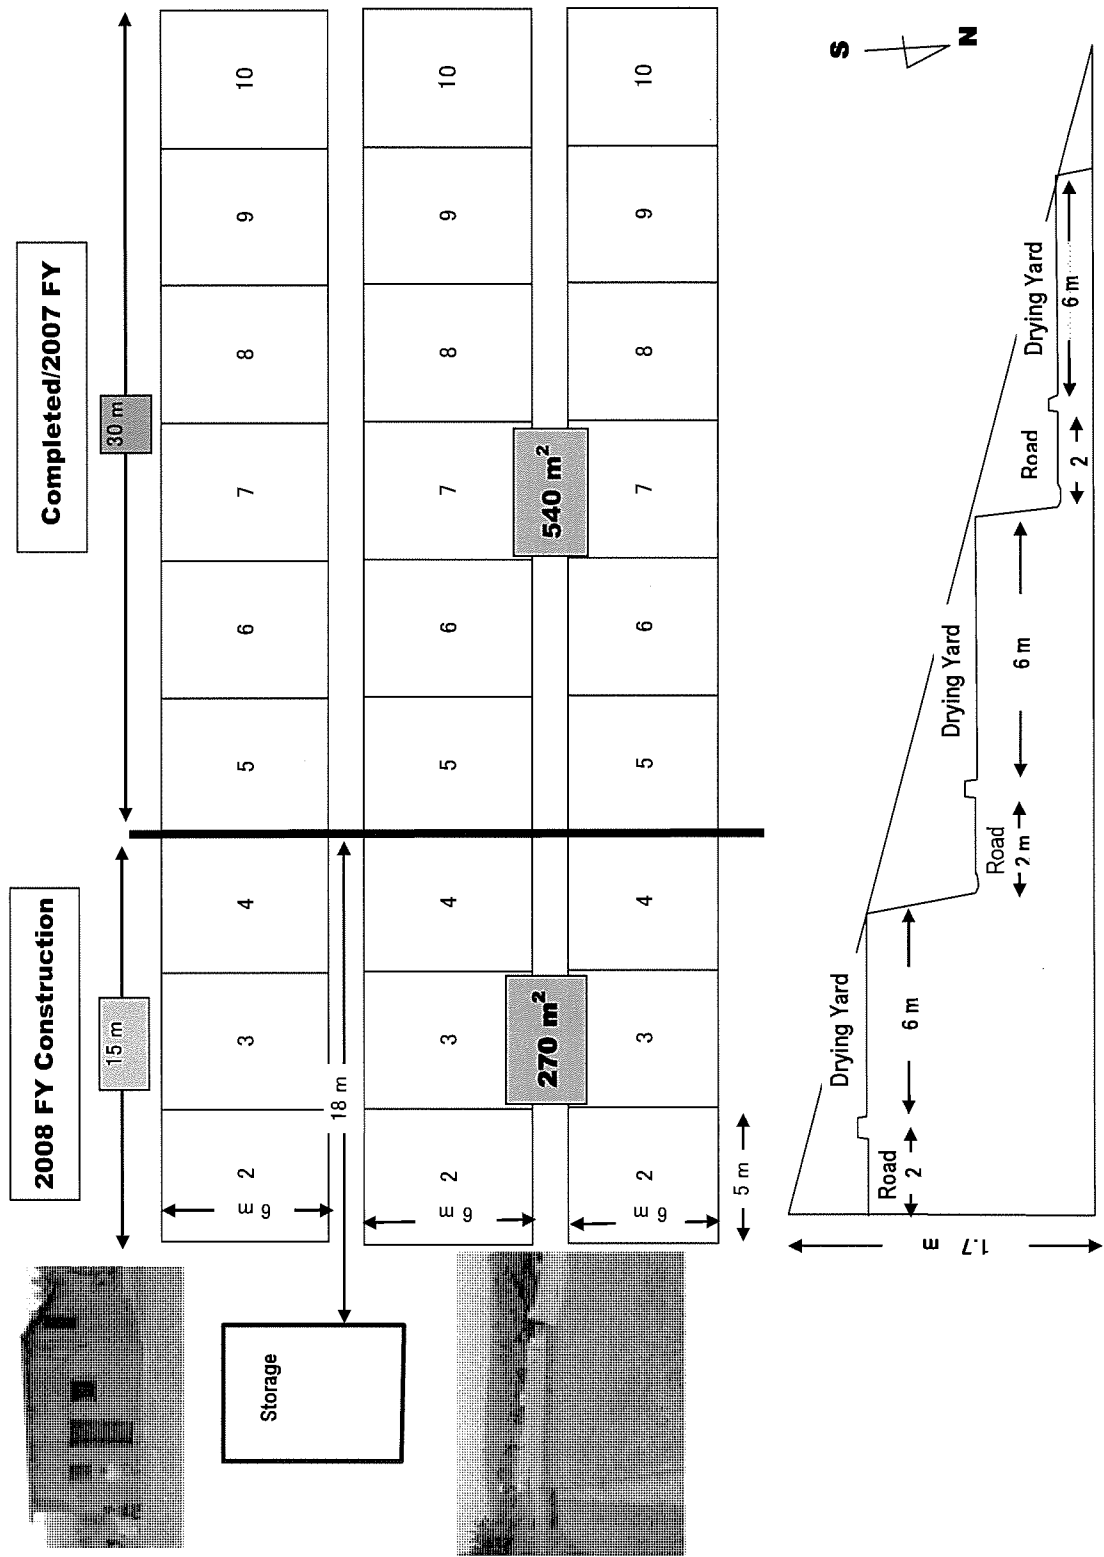 2008 FY Construction
Completed/2007 FY
15 m
30 m
6 m
2
3
4
5
6
7
8
9
10
18 m
Storage
6 m
2
3
4
5
6
7
8
9
10
270 m²
540 m²
6 m
2
3
4
5
6
7
8
9
10
5 m
S
N
1.7 m
Drying Yard
Road
2
6 m
Drying Yard
Road
2 m
6 m
Drying Yard
Road
2
6 m